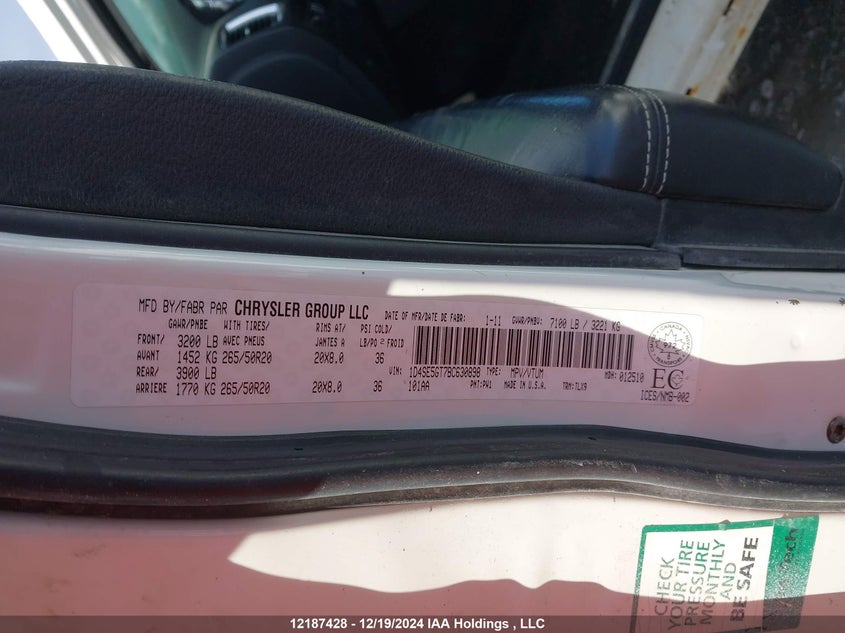 MFD BY/FABR PAR CHRYSLER GROUP LLC DATE OF MFR/DATE DE FABR: 1-11 GVWR/PNBV: 7100 LB / 3221 KG
GAWR/PNBE WITH TIRES/ RIMS AT/ PSI COLD/
FRONT/ 3200 LB AVEC PNEUS JANTES A LB/PO² FROID
AVANT 1452 KG 265/50R20 20X8.0 36
REAR/ 3900 LB VIN: 1D4SE5GT7BC630898 TYPE: MPV/VTUM MDH: 012510
ARRIERE 1770 KG 265/50R20 20X8.0 36 101AA PNT: PW1 MADE IN U.S.A. TRM: TLX9
CANADA
EC
ICES/NMB-002
CHECK
YOUR TIRE
PRESSURE
MONTHLY
AND
BE SAFE
Tech
12187428 - 12/19/2024 IAA Holdings , LLC